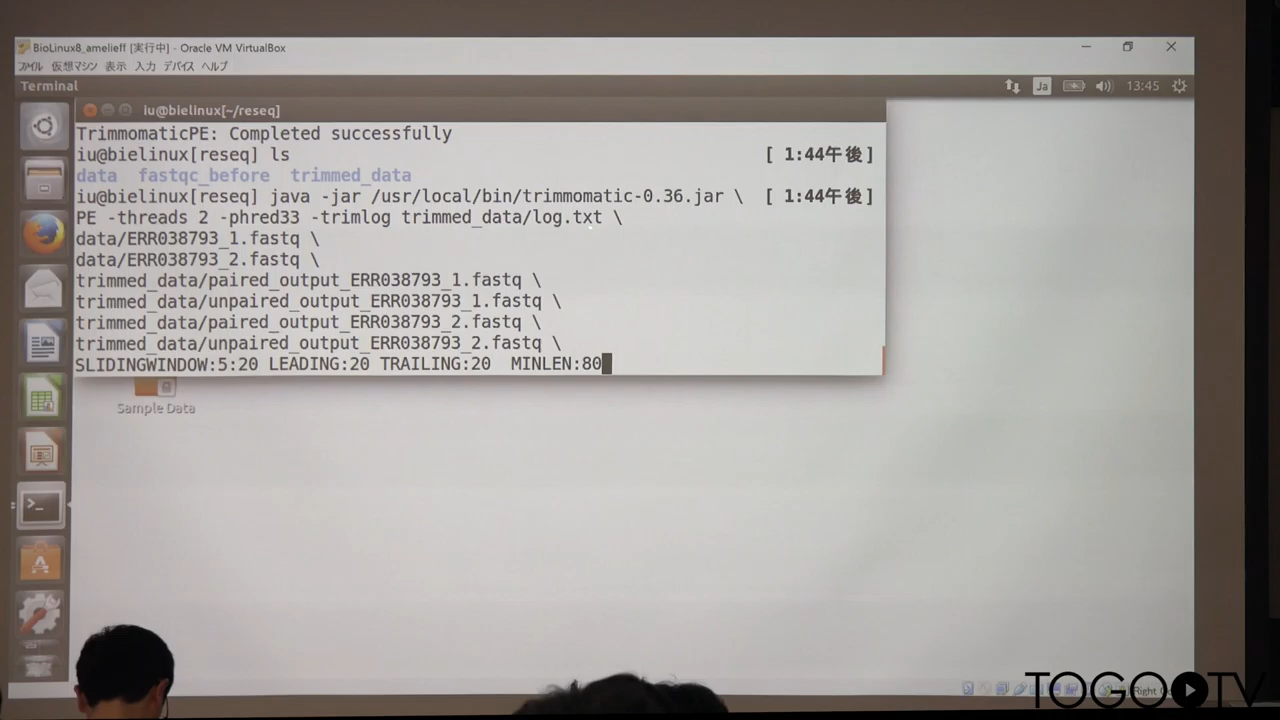 BioLinux8_amelieff [実行中] - Oracle VM VirtualBox
ファイル 仮想マシン 表示 入力 デバイス ヘルプ
Terminal
Ja
13:45
iu@bielinux[~/reseq]
TrimmomaticPE: Completed successfully
iu@bielinux[reseq] ls [ 1:44午後]
data fastqc_before trimmed_data
iu@bielinux[reseq] java -jar /usr/local/bin/trimmomatic-0.36.jar \ [ 1:44午後]
PE -threads 2 -phred33 -trimlog trimmed_data/log.txt \
data/ERR038793_1.fastq \
data/ERR038793_2.fastq \
trimmed_data/paired_output_ERR038793_1.fastq \
trimmed_data/unpaired_output_ERR038793_1.fastq \
trimmed_data/paired_output_ERR038793_2.fastq \
trimmed_data/unpaired_output_ERR038793_2.fastq \
SLIDINGWINDOW:5:20 LEADING:20 TRAILING:20  MINLEN:80
Sample Data
Right
TOGOTV